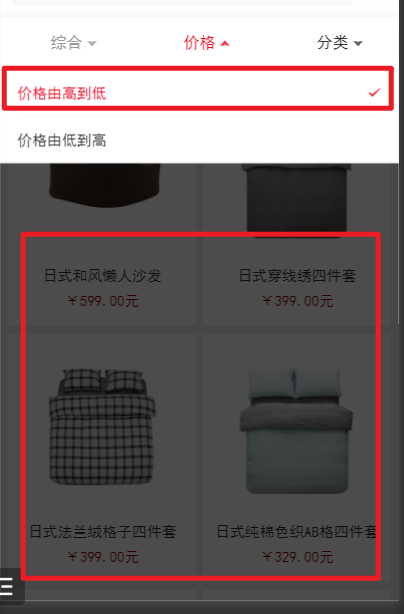 综合 价格 分类
价格由高到低
价格由低到高
日式和风懒人沙发 日式穿线绣四件套
￥599.00元 ￥399.00元
日式法兰绒格子四件套 日式纯棉色织AB格四件套
￥399.00元 ￥329.00元